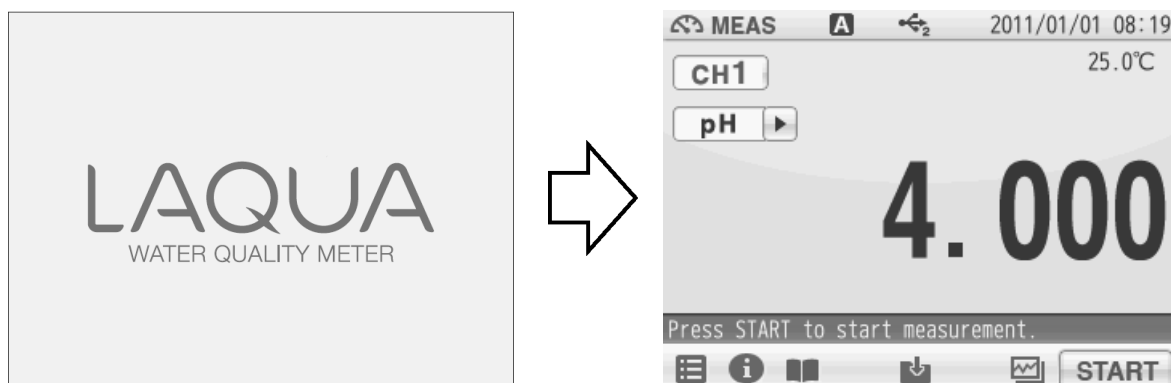 LAQUA
WATER QUALITY METER
MEAS A 2 2011/01/01 08:19
25.0℃
CH1
pH
4.000
Press START to start measurement.
START